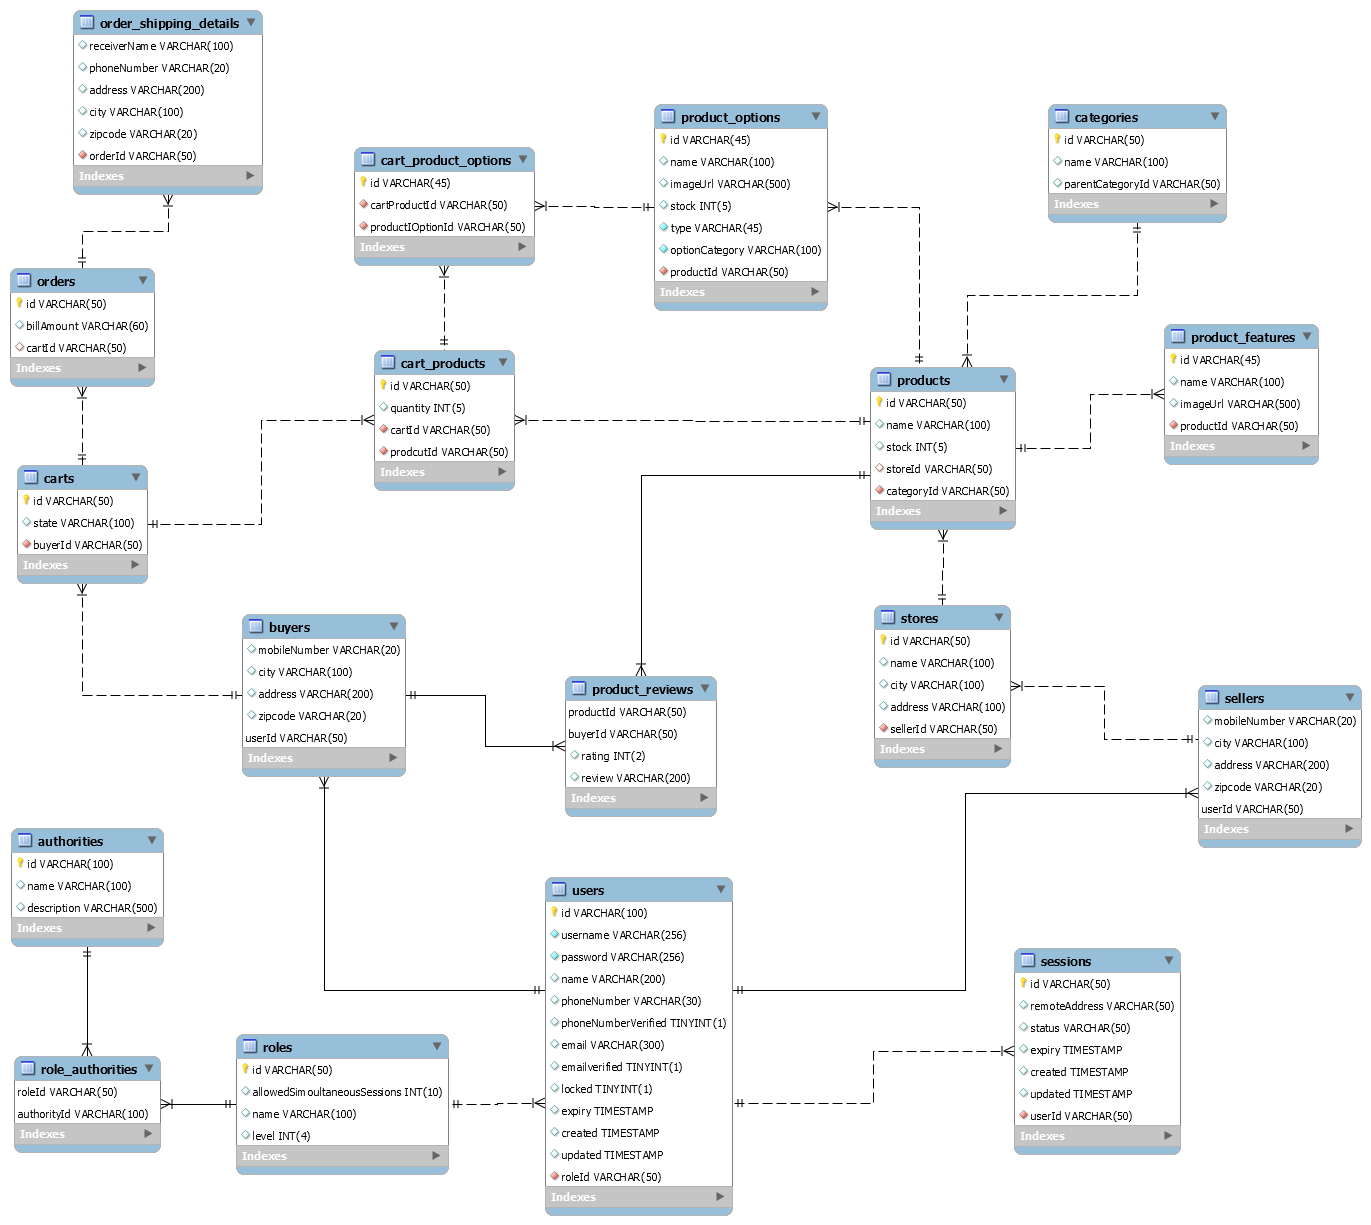 order_shipping_details
receiverName VARCHAR(100)
phoneNumber VARCHAR(20)
address VARCHAR(200)
city VARCHAR(100)
zipcode VARCHAR(20)
orderId VARCHAR(50)
Indexes
orders
id VARCHAR(50)
billAmount VARCHAR(60)
cartId VARCHAR(50)
Indexes
carts
id VARCHAR(50)
state VARCHAR(100)
buyerId VARCHAR(50)
Indexes
cart_product_options
id VARCHAR(45)
cartProductId VARCHAR(50)
productIOptionId VARCHAR(50)
Indexes
cart_products
id VARCHAR(50)
quantity INT(5)
cartId VARCHAR(50)
prodcutId VARCHAR(50)
Indexes
product_options
id VARCHAR(45)
name VARCHAR(100)
imageUrl VARCHAR(500)
stock INT(5)
type VARCHAR(45)
optionCategory VARCHAR(100)
productId VARCHAR(50)
Indexes
categories
id VARCHAR(50)
name VARCHAR(100)
parentCategoryId VARCHAR(50)
Indexes
products
id VARCHAR(50)
name VARCHAR(100)
stock INT(5)
storeId VARCHAR(50)
categoryId VARCHAR(50)
Indexes
product_features
id VARCHAR(45)
name VARCHAR(100)
imageUrl VARCHAR(500)
productId VARCHAR(50)
Indexes
buyers
mobileNumber VARCHAR(20)
city VARCHAR(100)
address VARCHAR(200)
zipcode VARCHAR(20)
userId VARCHAR(50)
Indexes
product_reviews
productId VARCHAR(50)
buyerId VARCHAR(50)
rating INT(2)
review VARCHAR(200)
Indexes
stores
id VARCHAR(50)
name VARCHAR(100)
city VARCHAR(100)
address VARCHAR(100)
sellerId VARCHAR(50)
Indexes
sellers
mobileNumber VARCHAR(20)
city VARCHAR(100)
address VARCHAR(200)
zipcode VARCHAR(20)
userId VARCHAR(50)
Indexes
authorities
id VARCHAR(100)
name VARCHAR(100)
description VARCHAR(500)
Indexes
role_authorities
roleId VARCHAR(50)
authorityId VARCHAR(100)
Indexes
roles
id VARCHAR(50)
allowedSimoultaneousSessions INT(10)
name VARCHAR(100)
level INT(4)
Indexes
users
id VARCHAR(100)
username VARCHAR(256)
password VARCHAR(256)
name VARCHAR(200)
phoneNumber VARCHAR(30)
phoneNumberVerified TINYINT(1)
email VARCHAR(300)
emailverified TINYINT(1)
locked TINYINT(1)
expiry TIMESTAMP
created TIMESTAMP
updated TIMESTAMP
roleId VARCHAR(50)
Indexes
sessions
id VARCHAR(50)
remoteAddress VARCHAR(50)
status VARCHAR(50)
expiry TIMESTAMP
created TIMESTAMP
updated TIMESTAMP
userId VARCHAR(50)
Indexes